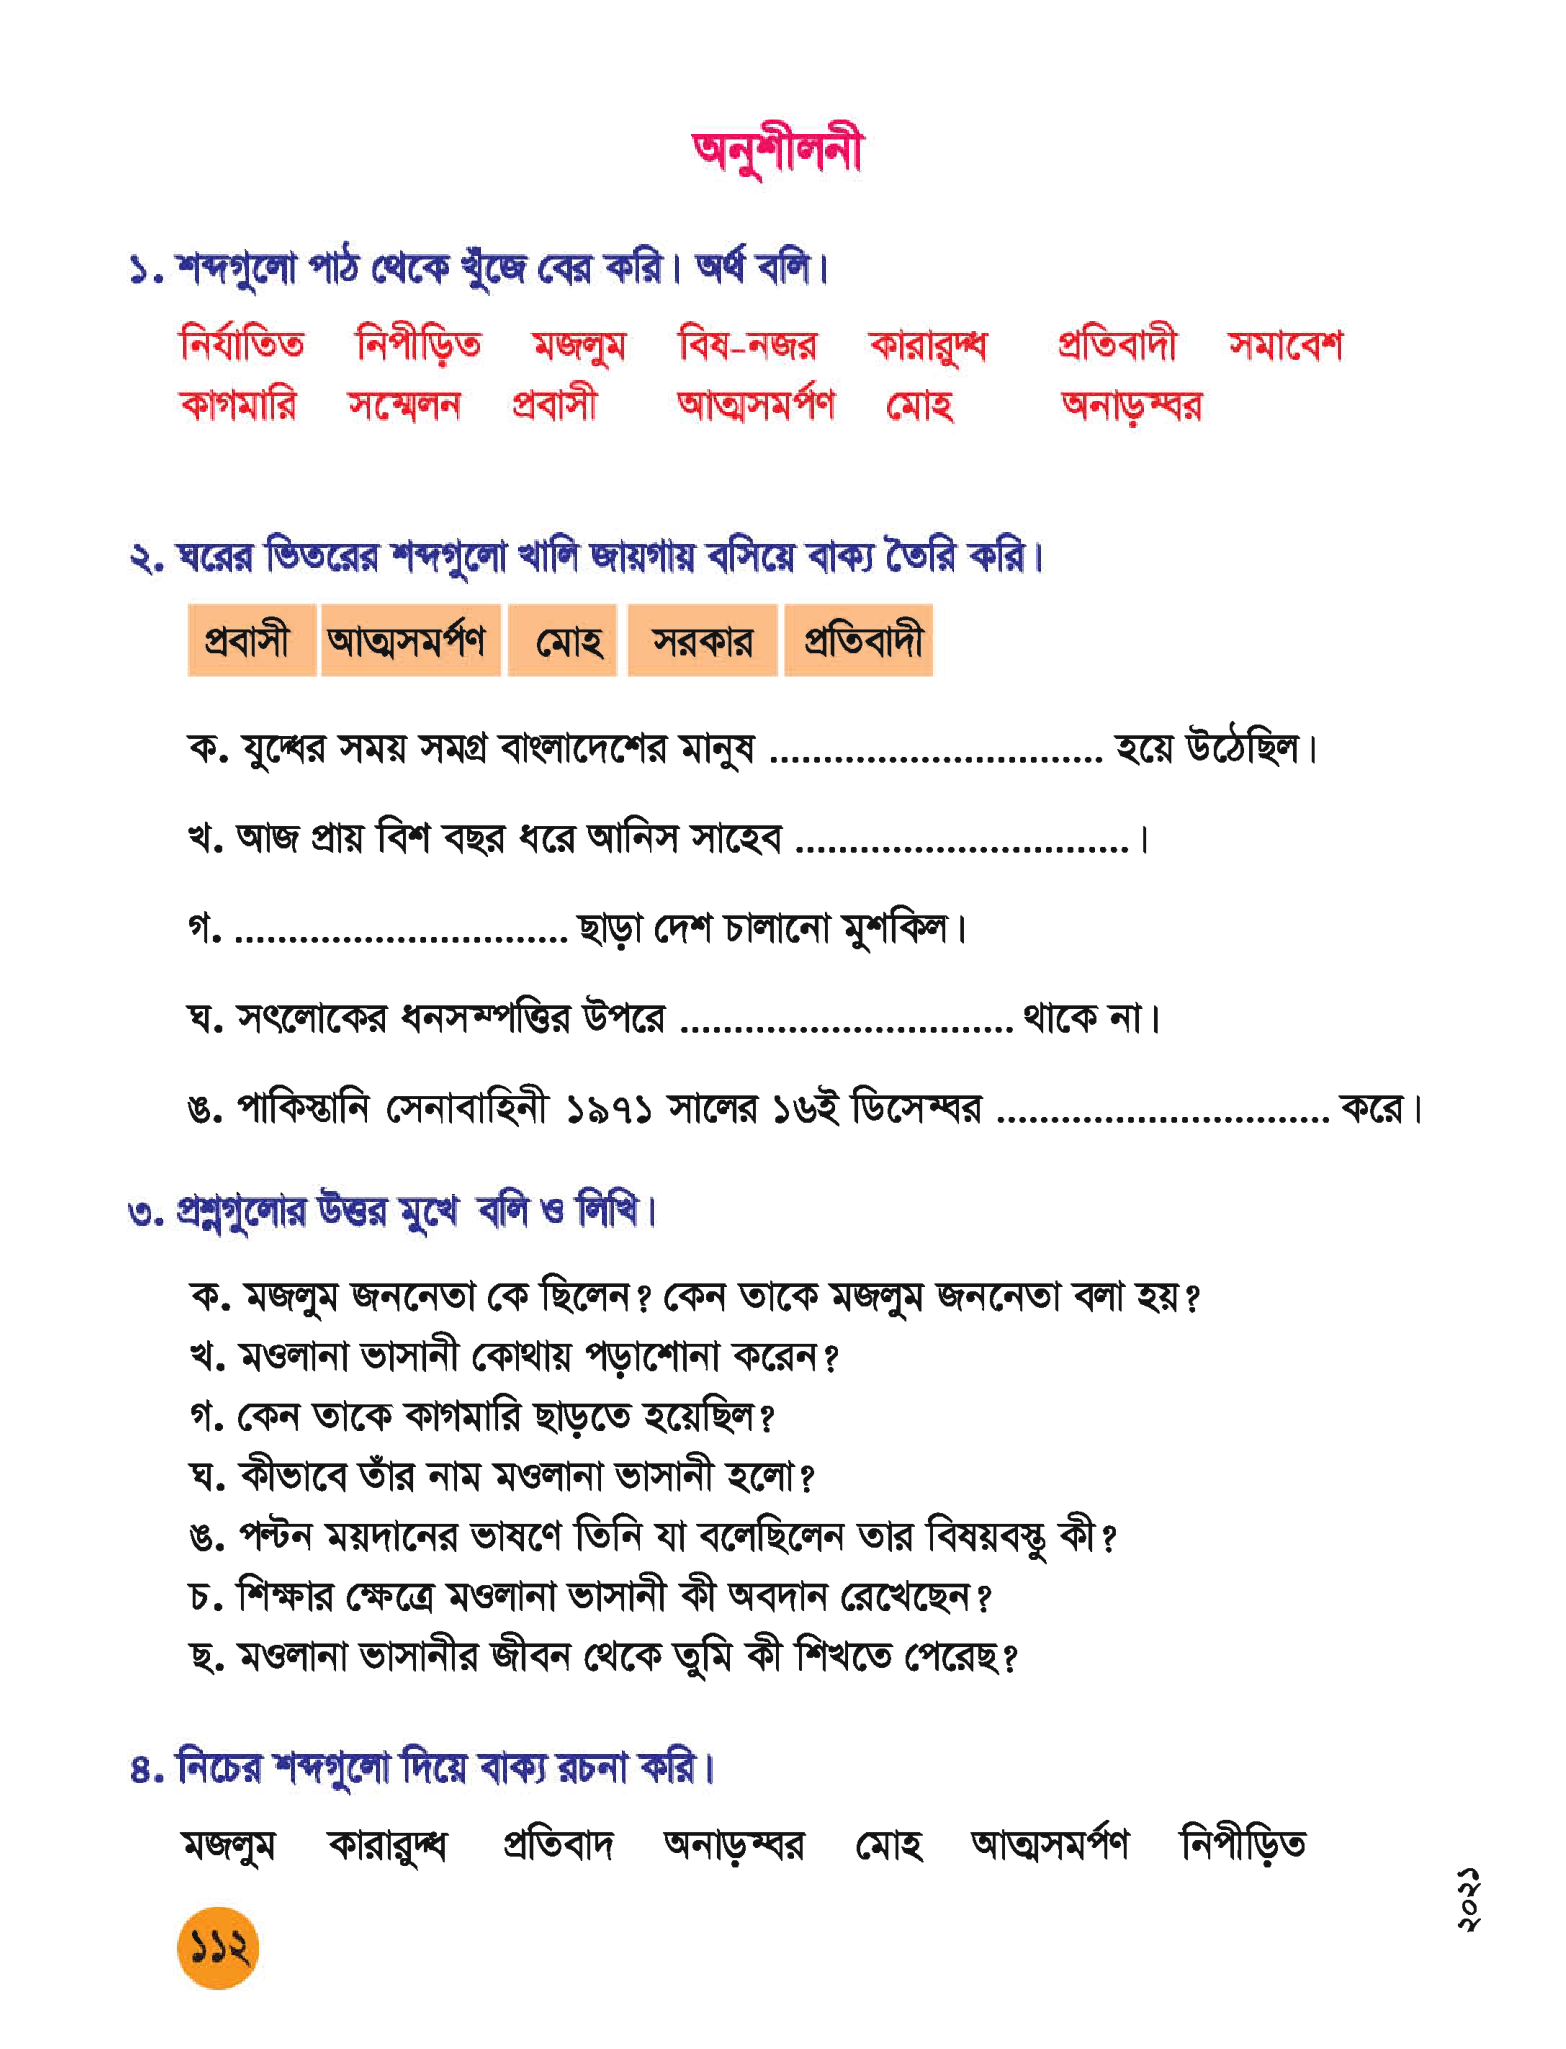 অনুশীলনী
১. শব্দগুলো পাঠ থেকে খুঁজে বের করি। অর্থ বলি।
নির্যাতিত নিপীড়িত মজলুম বিষ-নজর কারারুদ্ধ প্রতিবাদী সমাবেশ
কাগমারি সম্মেলন প্রবাসী আত্মসমর্পণ মোহ অনাড়ম্বর
২. ঘরের ভিতরের শব্দগুলো খালি জায়গায় বসিয়ে বাক্য তৈরি করি।
প্রবাসী আত্মসমর্পণ মোহ সরকার প্রতিবাদী
ক. যুদ্ধের সময় সমগ্র বাংলাদেশের মানুষ ............................... হয়ে উঠেছিল।
খ. আজ প্রায় বিশ বছর ধরে আনিস সাহেব ...............................।
গ. ............................... ছাড়া দেশ চালানো মুশকিল।
ঘ. সৎলোকের ধনসম্পত্তির উপরে ............................... থাকে না।
ঙ. পাকিস্তানি সেনাবাহিনী ১৯৭১ সালের ১৬ই ডিসেম্বর ............................... করে।
৩. প্রশ্নগুলোর উত্তর মুখে বলি ও লিখি।
ক. মজলুম জননেতা কে ছিলেন? কেন তাকে মজলুম জননেতা বলা হয়?
খ. মওলানা ভাসানী কোথায় পড়াশোনা করেন?
গ. কেন তাকে কাগমারি ছাড়তে হয়েছিল?
ঘ. কীভাবে তাঁর নাম মওলানা ভাসানী হলো?
ঙ. পল্টন ময়দানের ভাষণে তিনি যা বলেছিলেন তার বিষয়বস্তু কী?
চ. শিক্ষার ক্ষেত্রে মওলানা ভাসানী কী অবদান রেখেছেন?
ছ. মওলানা ভাসানীর জীবন থেকে তুমি কী শিখতে পেরেছ?
৪. নিচের শব্দগুলো দিয়ে বাক্য রচনা করি।
মজলুম কারারুদ্ধ প্রতিবাদ অনাড়ম্বর মোহ আত্মসমর্পণ নিপীড়িত
১১২
২০২১